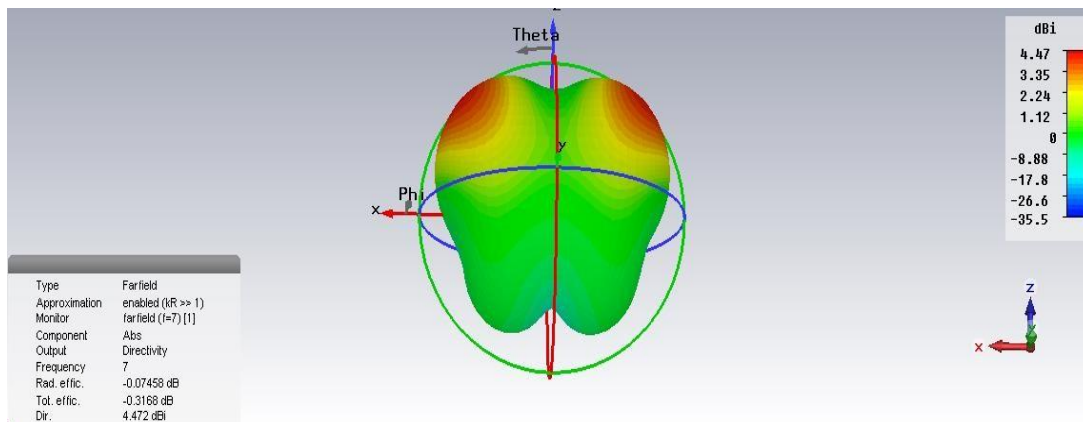 z
Theta
y
Phi
x
dBi
4.47
3.35
2.24
1.12
0
-8.88
-17.8
-26.6
-35.5
Type Farfield
Approximation enabled (kR >> 1)
Monitor farfield (f=7) [1]
Component Abs
Output Directivity
Frequency 7
Rad. effic. -0.07458 dB
Tot. effic. -0.3168 dB
Dir. 4.472 dBi
z
y
x